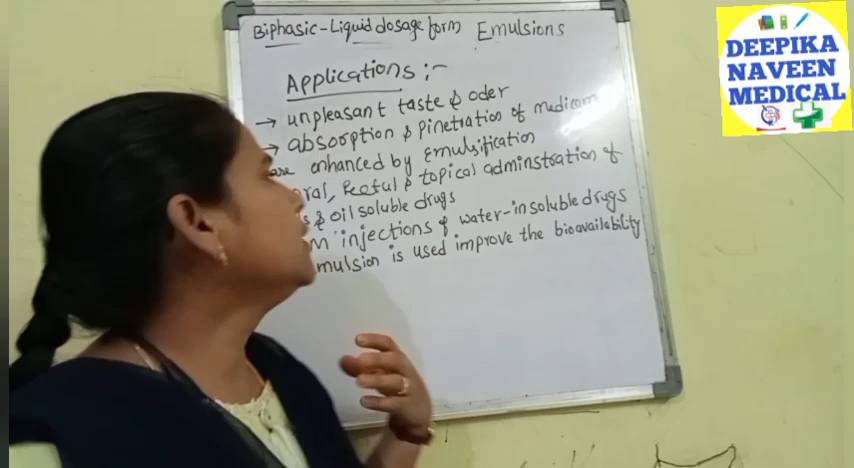 Biphasic-Liquid dosage form Emulsions
Applications :-
→ unpleasant taste & oder
→ absorption & pinetration of medicam
are enhanced by Emulsification
oral, Rectal & topical adminstration of
& oil soluble drugs
injections of water-insoluble drugs
mulsion is used improve the bioavailability
DEEPIKA
NAVEEN
MEDICAL